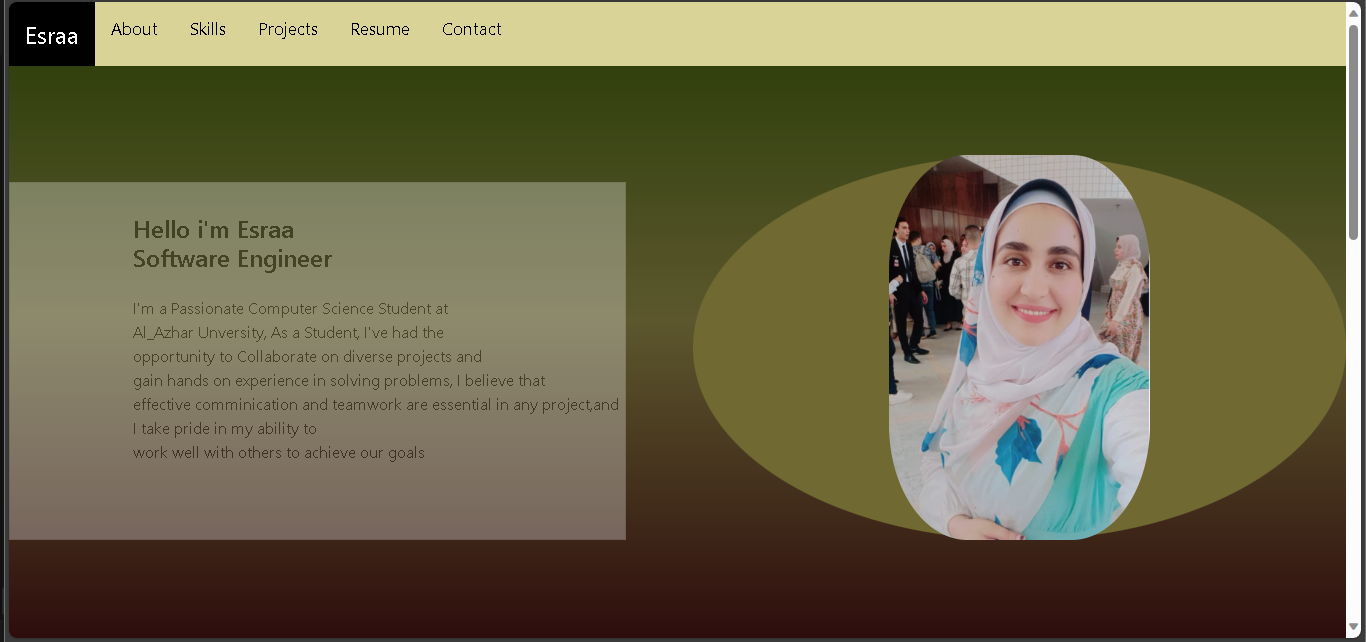 Esraa
About
Skills
Projects
Resume
Contact
Hello i'm Esraa
Software Engineer
I'm a Passionate Computer Science Student at
Al_Azhar Unversity, As a Student, I've had the
opportunity to Collaborate on diverse projects and
gain hands on experience in solving problems, I believe that
effective comminication and teamwork are essential in any project,and
I take pride in my ability to
work well with others to achieve our goals